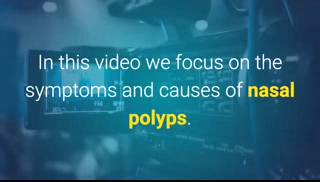 In this video we focus on the
symptoms and causes of nasal
polyps.